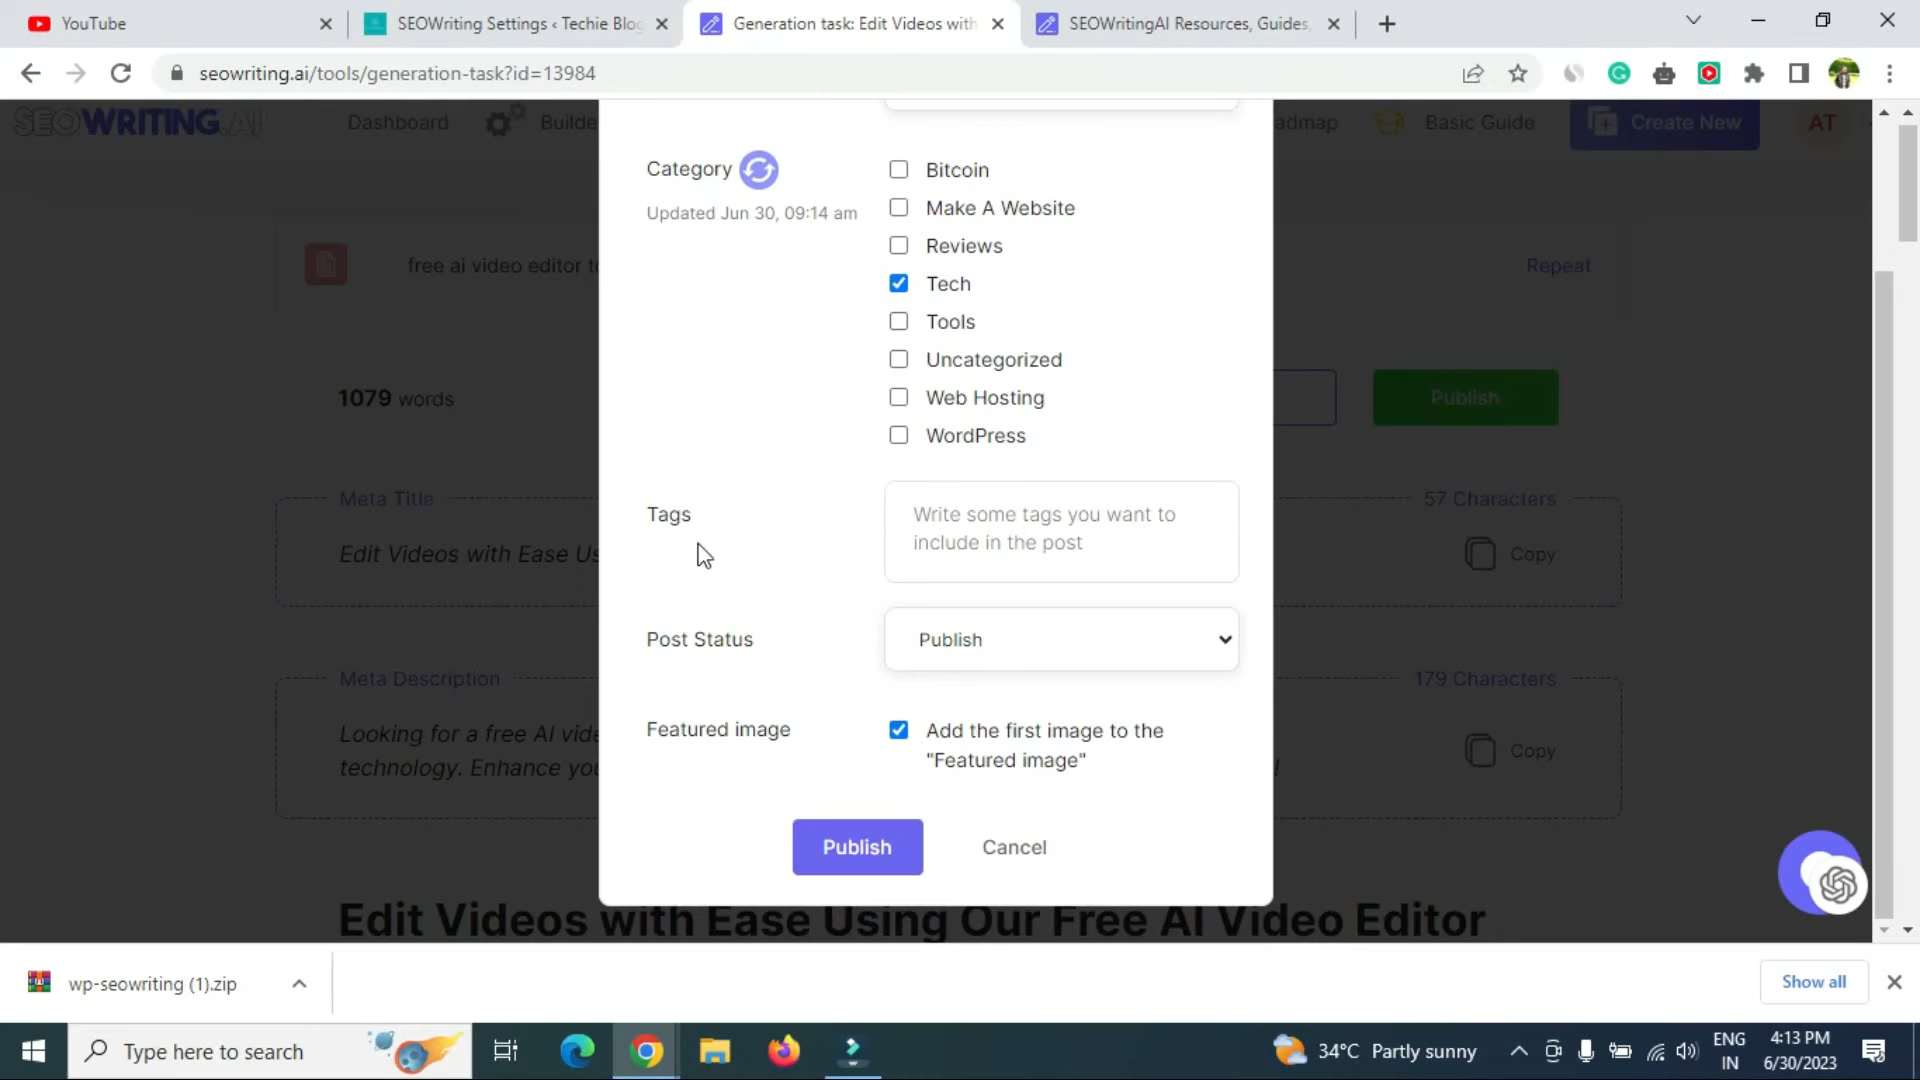 YouTube
SEOWriting Settings ‹ Techie Blog
Generation task: Edit Videos with
SEOWritingAI Resources, Guides,
seowriting.ai/tools/generation-task?id=13984
SEOWRITING.AI
Dashboard
Builde
admap
Basic Guide
Create New
AT
Category
Updated Jun 30, 09:14 am
Bitcoin
Make A Website
Reviews
Tech
Tools
Uncategorized
Web Hosting
WordPress
free ai video editor to
Repeat
1079 words
Publish
Meta Title
57 Characters
Edit Videos with Ease Us
Copy
Tags
Write some tags you want to
include in the post
Post Status
Publish
Meta Description
179 Characters
Looking for a free AI vide
technology. Enhance you
!
Copy
Featured image
Add the first image to the
"Featured image"
Publish
Cancel
Edit Videos with Ease Using Our Free AI Video Editor
wp-seowriting (1).zip
Show all
Type here to search
34°C Partly sunny
ENG
IN
4:13 PM
6/30/2023